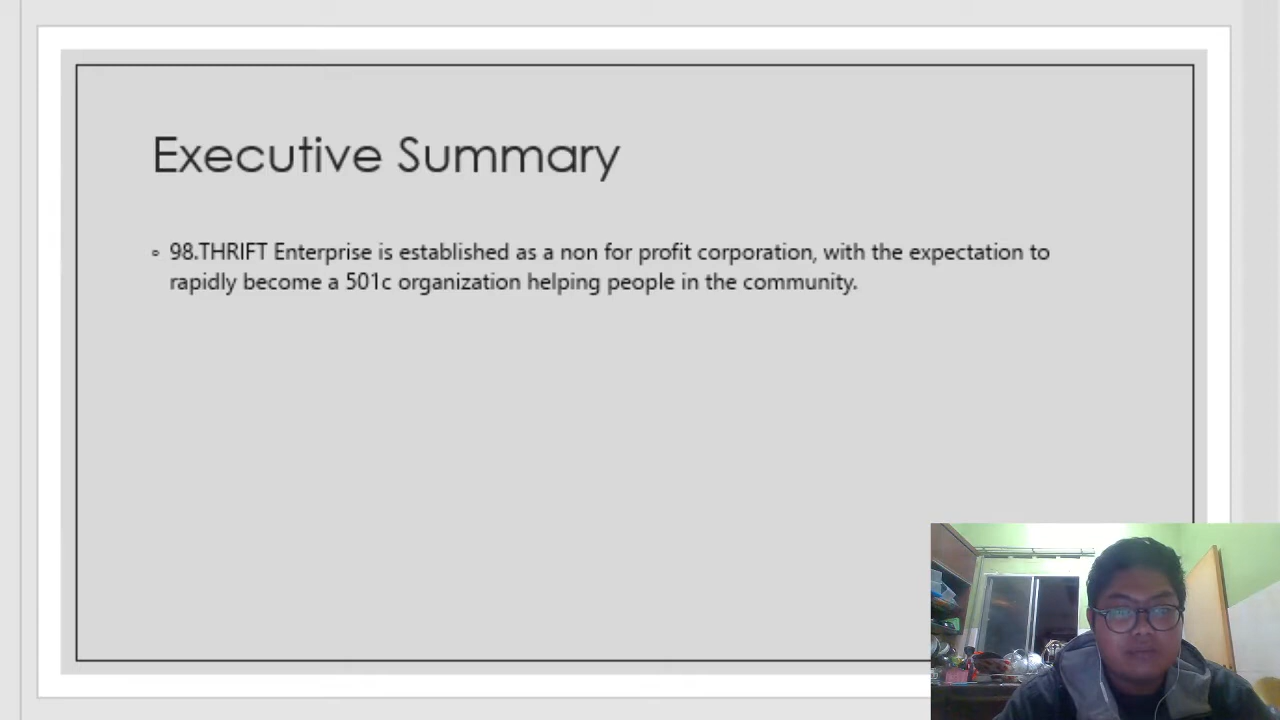 Executive Summary
98.THRIFT Enterprise is established as a non for profit corporation, with the expectation to
rapidly become a 501c organization helping people in the community.